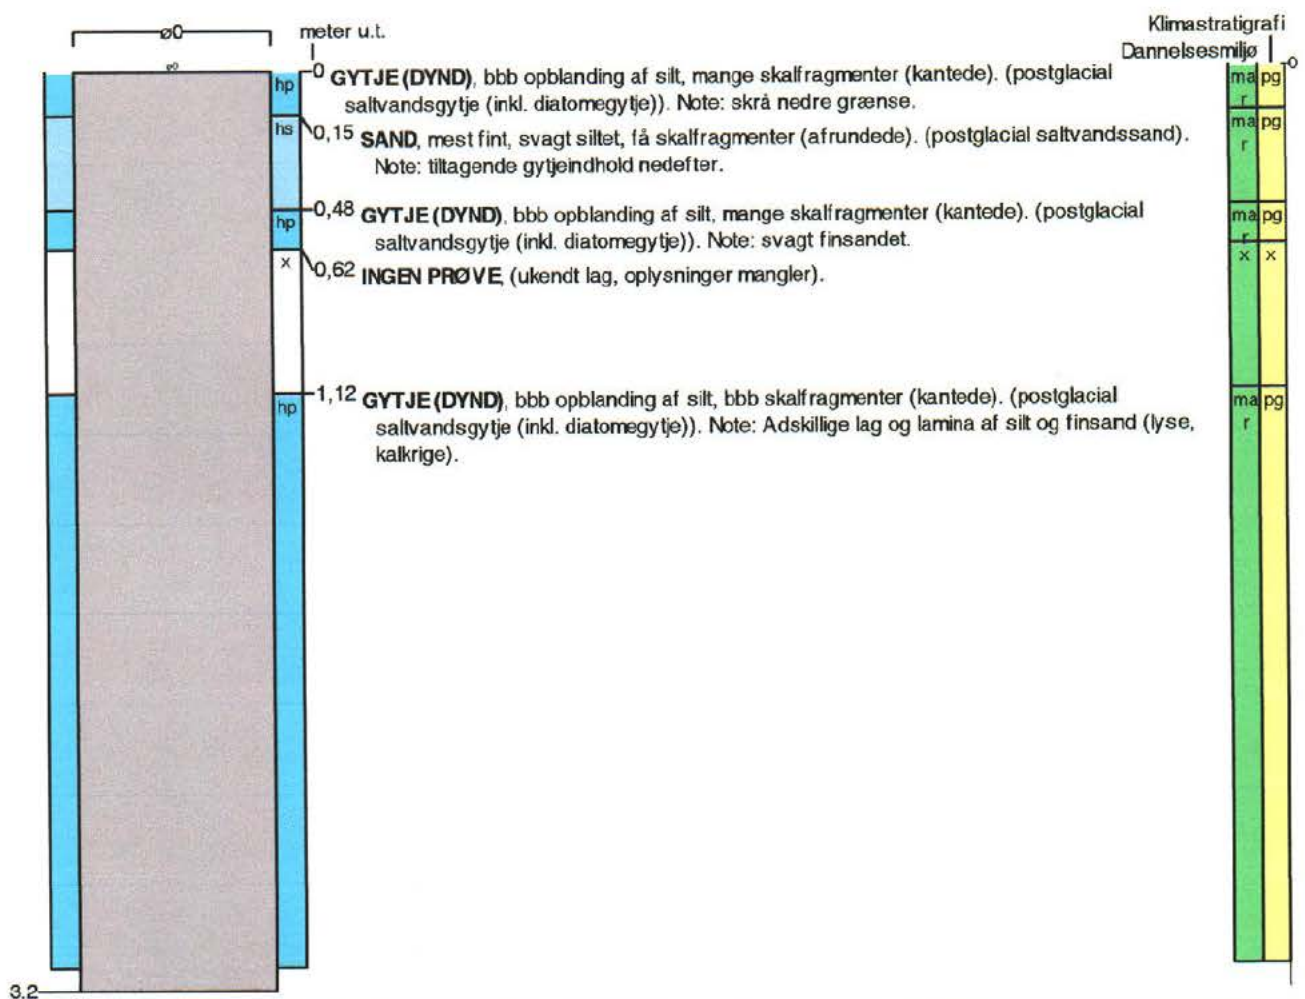 ø0
meter u.t.
Klimastratigrafi
Dannelsesmiljø
ø0
0 GYTJE (DYND), bbb opblanding af silt, mange skalfragmenter (kantede). (postglacial
saltvandsgytje (inkl. diatomegytje)). Note: skrå nedre grænse.
hp
mar pg
0
0,15 SAND, mest fint, svagt siltet, få skalfragmenter (afrundede). (postglacial saltvandssand).
Note: tiltagende gytjeindhold nedefter.
hs
mar pg
0,48 GYTJE (DYND), bbb opblanding af silt, mange skalfragmenter (kantede). (postglacial
saltvandsgytje (inkl. diatomegytje)). Note: svagt finsandet.
hp
mar pg
0,62 INGEN PRØVE, (ukendt lag, oplysninger mangler).
x
x x
1,12 GYTJE (DYND), bbb opblanding af silt, bbb skalfragmenter (kantede). (postglacial
saltvandsgytje (inkl. diatomegytje)). Note: Adskillige lag og lamina af silt og finsand (lyse,
kalkrige).
hp
mar pg
3.2